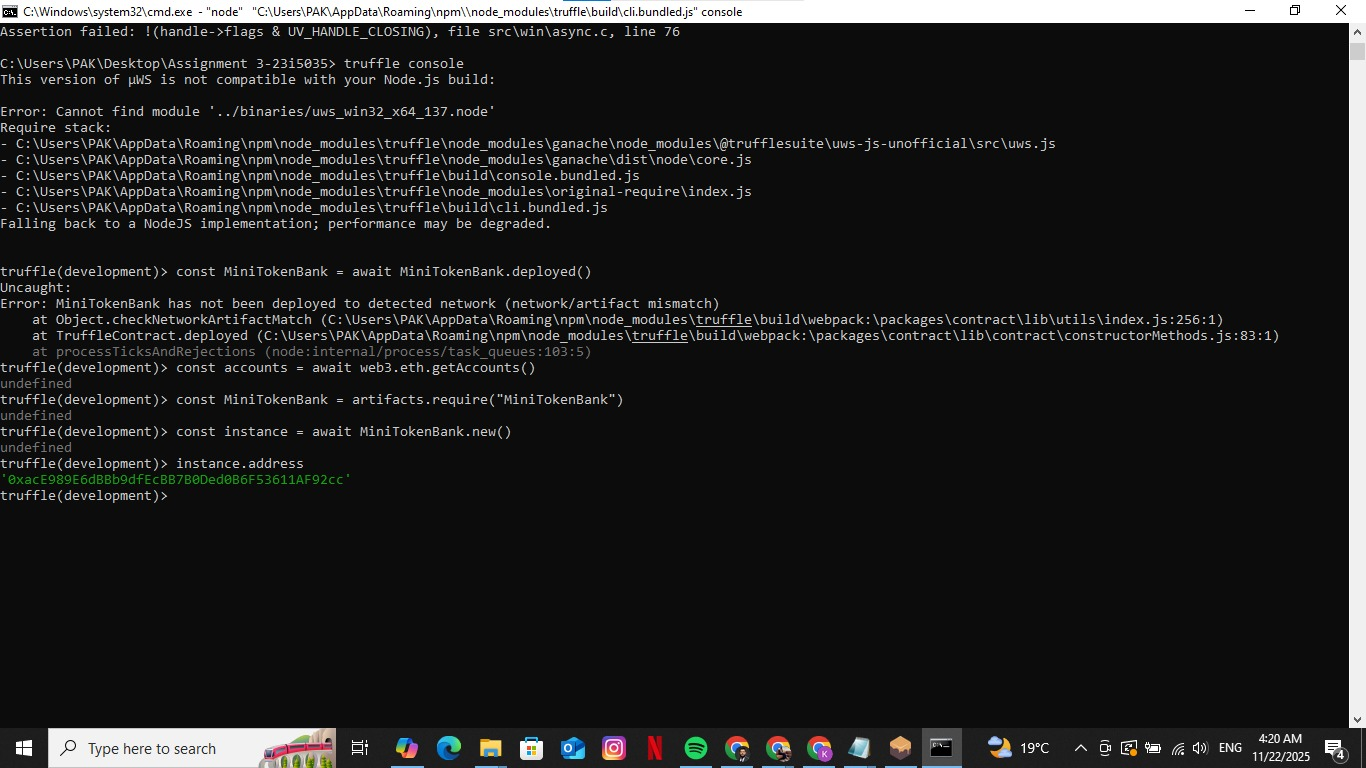 C:\Windows\system32\cmd.exe - "node" "C:\Users\PAK\AppData\Roaming\npm\\node_modules\truffle\build\cli.bundled.js" console
Assertion failed: !(handle->flags & UV_HANDLE_CLOSING), file src\win\async.c, line 76
C:\Users\PAK\Desktop\Assignment 3-23i5035> truffle console
This version of µWS is not compatible with your Node.js build:
Error: Cannot find module '../binaries/uws_win32_x64_137.node'
Require stack:
- C:\Users\PAK\AppData\Roaming\npm\node_modules\truffle\node_modules\ganache\node_modules\@trufflesuite\uws-js-unofficial\src\uws.js
- C:\Users\PAK\AppData\Roaming\npm\node_modules\truffle\node_modules\ganache\dist\node\core.js
- C:\Users\PAK\AppData\Roaming\npm\node_modules\truffle\build\console.bundled.js
- C:\Users\PAK\AppData\Roaming\npm\node_modules\truffle\node_modules\original-require\index.js
- C:\Users\PAK\AppData\Roaming\npm\node_modules\truffle\build\cli.bundled.js
Falling back to a NodeJS implementation; performance may be degraded.
truffle(development)> const MiniTokenBank = await MiniTokenBank.deployed()
Uncaught:
Error: MiniTokenBank has not been deployed to detected network (network/artifact mismatch)
at Object.checkNetworkArtifactMatch (C:\Users\PAK\AppData\Roaming\npm\node_modules\truffle\build\webpack:\packages\contract\lib\utils\index.js:256:1)
at TruffleContract.deployed (C:\Users\PAK\AppData\Roaming\npm\node_modules\truffle\build\webpack:\packages\contract\lib\contract\constructorMethods.js:83:1)
at processTicksAndRejections (node:internal/process/task_queues:103:5)
truffle(development)> const accounts = await web3.eth.getAccounts()
undefined
truffle(development)> const MiniTokenBank = artifacts.require("MiniTokenBank")
undefined
truffle(development)> const instance = await MiniTokenBank.new()
undefined
truffle(development)> instance.address
'0xacE989E6dBBb9dfEcBB7B0Ded0B6F53611AF92cc'
truffle(development)>
Type here to search
19°C
ENG
4:20 AM
11/22/2025
4